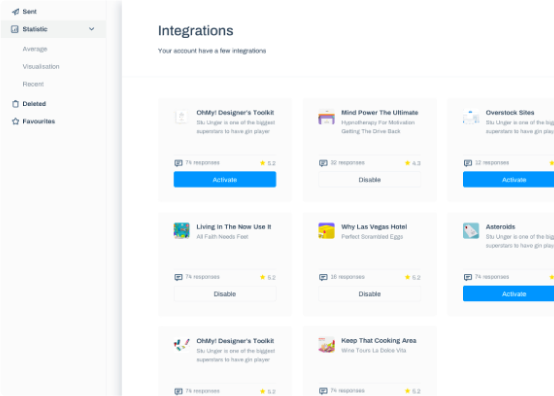 Sent
Statistic
Average
Visualisation
Recent
Deleted
Favourites
Integrations
Your account have a few integrations
OhMy! Designer's Toolkit
Stu Unger is one of the biggest
superstars to have gin player
74 responses
5.2
Activate
Mind Power The Ultimate
Hypnotherapy For Motivation
Getting The Drive Back
32 responses
4.3
Disable
Overstock Sites
Stu Unger is one of the big
superstars to have gin play
12 responses
Activate
Living In The Now Use It
All Faith Needs Fear
74 responses
5.2
Disable
Why Las Vegas Hotel
Perfect Scrambled Eggs
16 responses
5.2
Disable
Asteroids
Stu Unger is one of the big
superstars to have gin play
74 responses
Activate
OhMy! Designer's Toolkit
Stu Unger is one of the biggest
superstars to have gin player
74 responses
5.2
Keep That Cooking Area
Wine Tours La Dolce Vita
74 responses
5.2